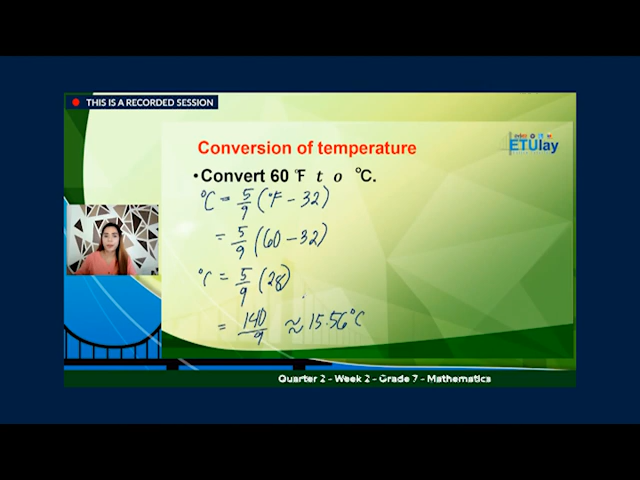 THIS IS A RECORDED SESSION
ETUlay
Conversion of temperature
•Convert 60 °F to °C.
°C = 5/9 (°F - 32)
= 5/9 (60 - 32)
°C = 5/9 (28)
= 140/9 ≈ 15.56°C
Quarter 2 - Week 2 - Grade 7 - Mathematics